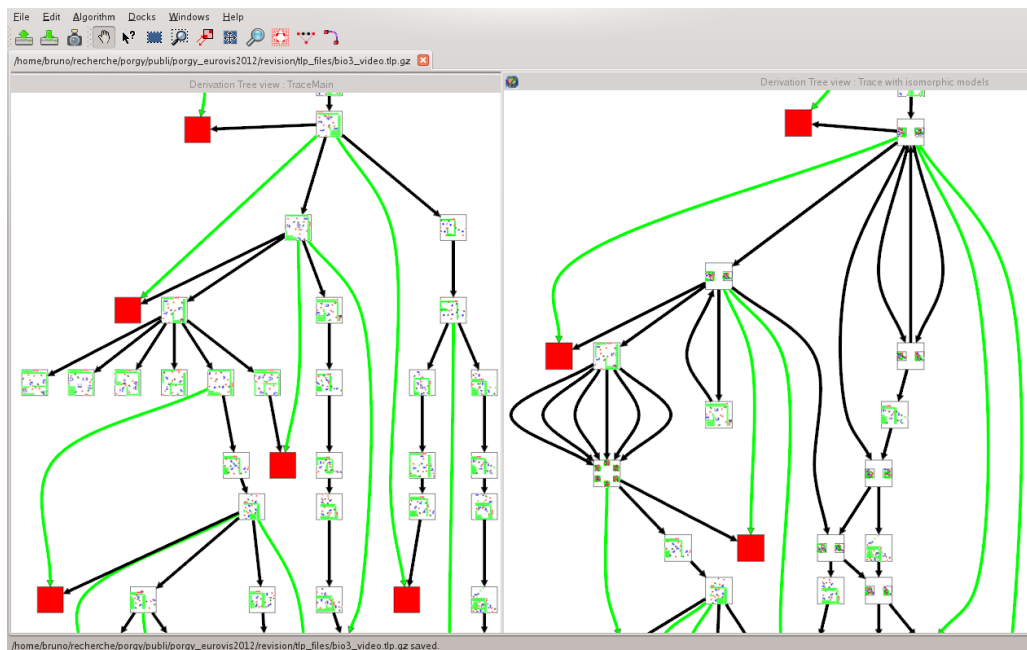 File Edit Algorithm Docks Windows Help
/home/bruno/recherche/porgy/publi/porgy_eurovis2012/revision/tlp_files/bio3_video.tlp.gz
Derivation Tree view : TraceMain
Derivation Tree view : Trace with isomorphic models
/home/bruno/recherche/porgy/publi/porgy_eurovis2012/revision/tlp_files/bio3_video.tlp.gz saved.